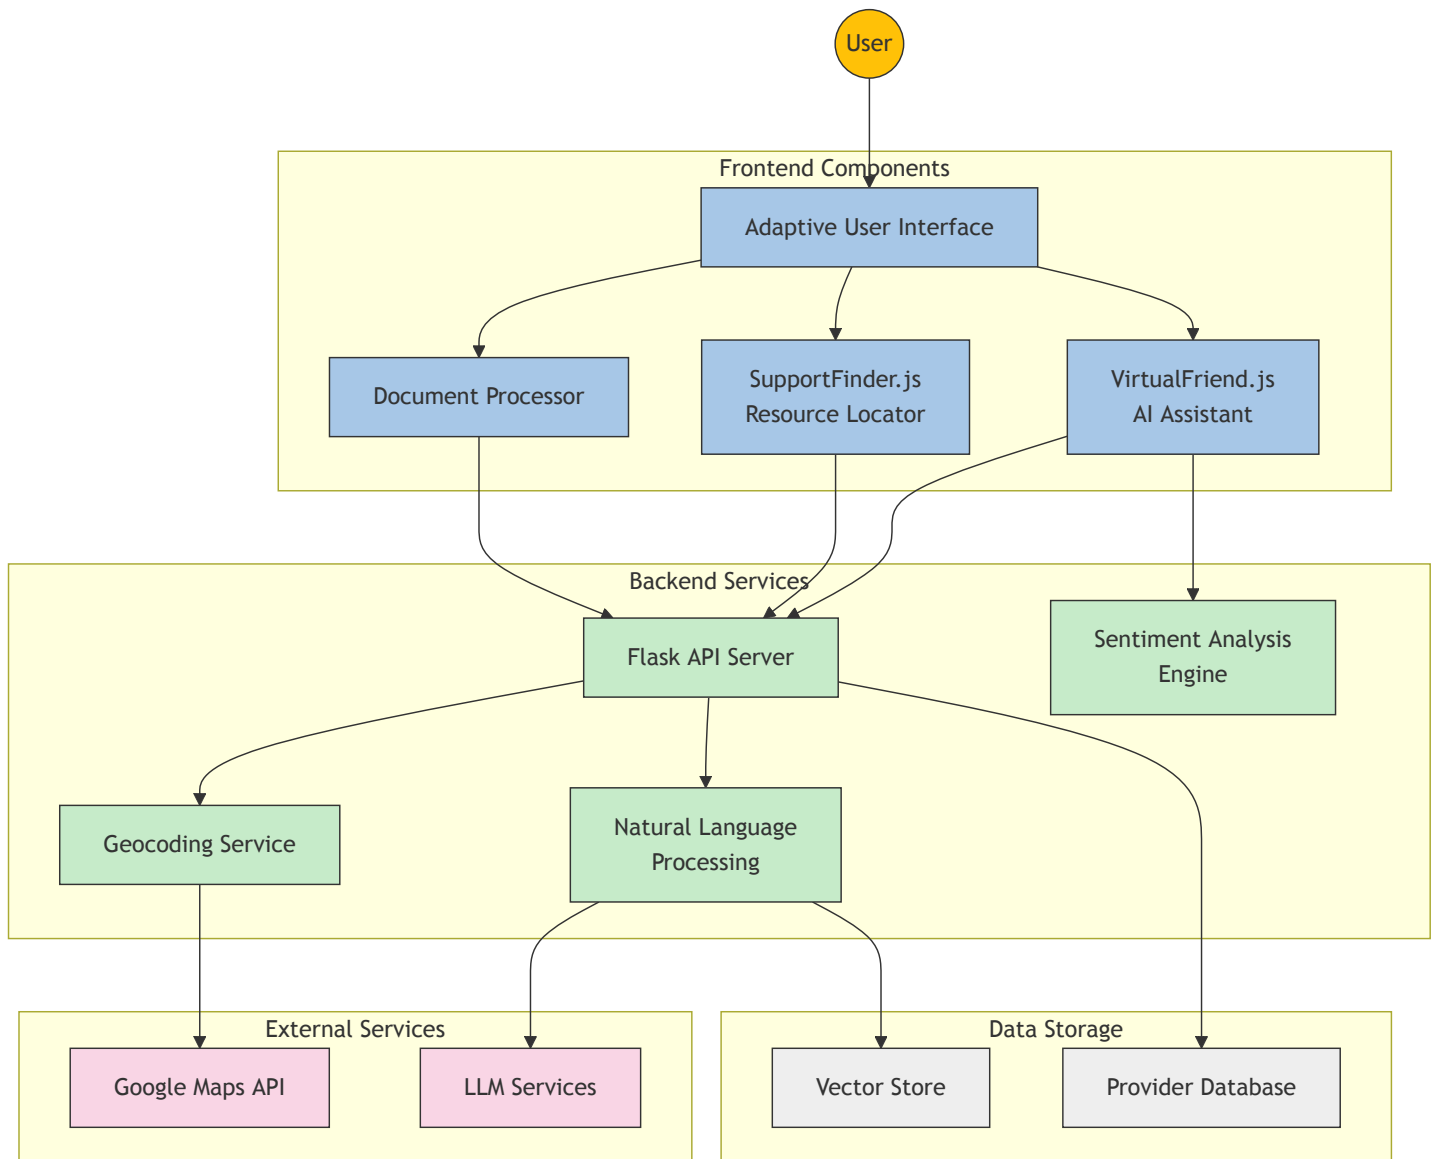 User
Frontend Components
Adaptive User Interface
Document Processor
SupportFinder.js
Resource Locator
VirtualFriend.js
AI Assistant
Backend Services
Flask API Server
Sentiment Analysis
Engine
Geocoding Service
Natural Language
Processing
External Services
Google Maps API
LLM Services
Data Storage
Vector Store
Provider Database